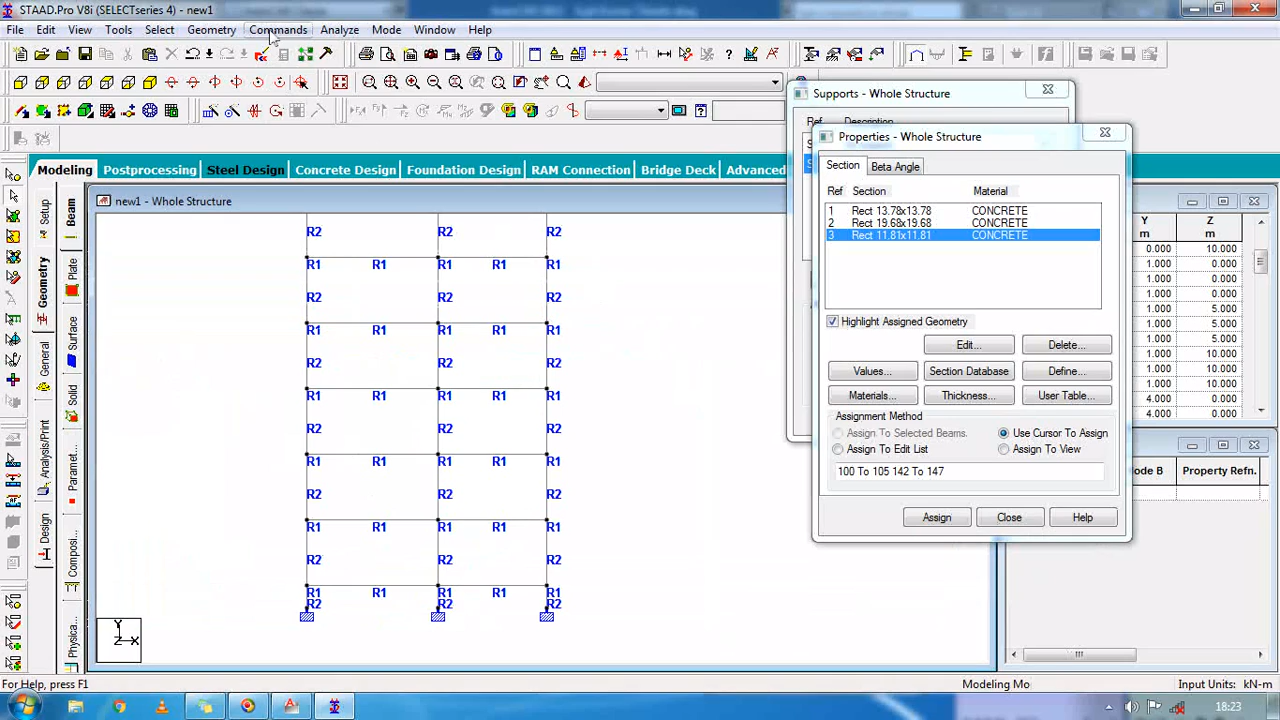 STAAD.Pro V8i (SELECTseries 4) - new1
File Edit View Tools Select Geometry Commands Analyze Mode Window Help
Modeling Postprocessing Steel Design Concrete Design Foundation Design RAM Connection Bridge Deck Advanced
new1 - Whole Structure
Setup
Geometry
General
Analysis/Print
Design
Beam
Plate
Surface
Solid
Paramet...
Composi...
Physica...
R2 R2 R2
R1 R1 R1 R1 R1
R2 R2 R2
R1 R1 R1 R1 R1
R2 R2 R2
R1 R1 R1 R1 R1
R2 R2 R2
R1 R1 R1 R1 R1
R2 R2 R2
R1 R1 R1 R1 R1
R2 R2 R2
R1 R1 R1 R1 R1
R2 R2 R2
Y
Z X
Supports - Whole Structure
Ref Description
Properties - Whole Structure
Section Beta Angle
Ref Section Material
1 Rect 13.78x13.78 CONCRETE
2 Rect 19.68x19.68 CONCRETE
3 Rect 11.81x11.81 CONCRETE
Highlight Assigned Geometry
Edit... Delete...
Values... Section Database Define...
Materials... Thickness... User Table...
Assignment Method
Assign To Selected Beams. Use Cursor To Assign
Assign To Edit List Assign To View
100 To 105 142 To 147
Assign Close Help
Y Z
m m
0.000 10.000
1.000 0.000
1.000 0.000
1.000 0.000
1.000 5.000
1.000 5.000
1.000 5.000
1.000 10.000
1.000 10.000
1.000 10.000
4.000 0.000
ode B Property Refn.
For Help, press F1
Modeling Mo Input Units: kN-m
18:23